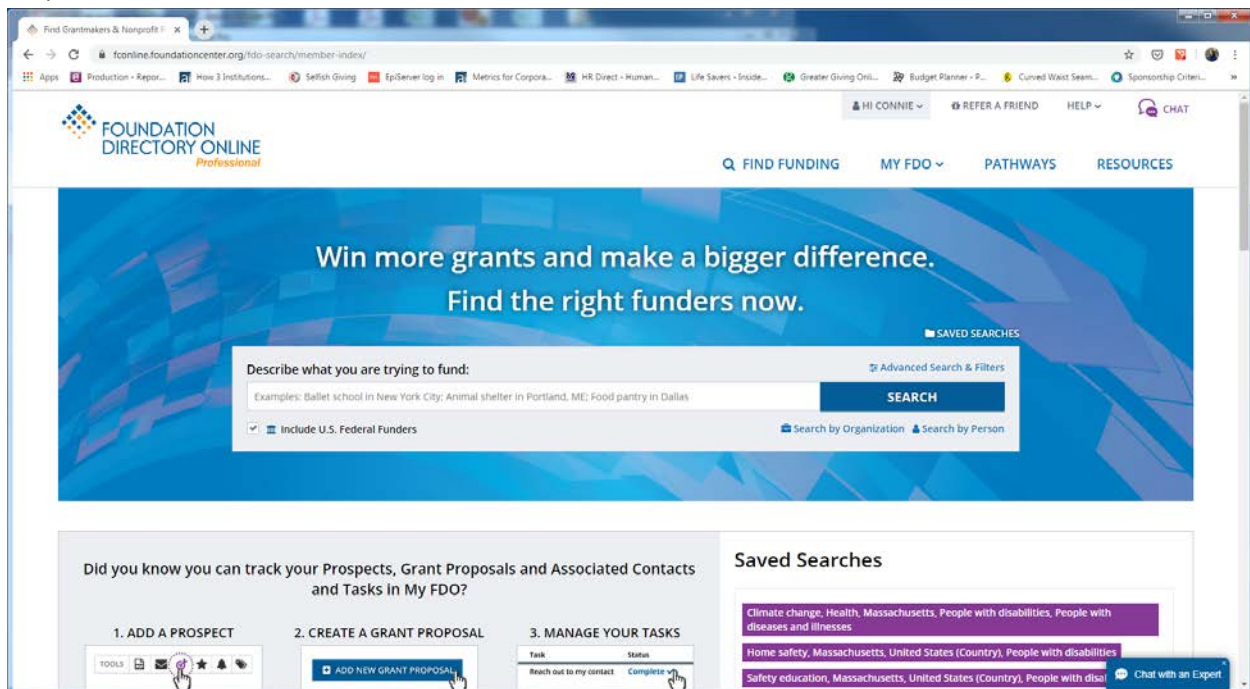 Find Grantmakers & Nonprofit F
fconline.foundationcenter.org/fdo-search/member-index/
Apps Production - Repor... How 3 Institutions... Selfish Giving EpiServer log in Metrics for Corpora... HR Direct - Human... Life Savers - Inside... Greater Giving Onli... Budget Planner - P... Curved Waist Seam... Sponsorship Criteri... »
HI CONNIE REFER A FRIEND HELP CHAT
FOUNDATION
DIRECTORY ONLINE
Professional
FIND FUNDING MY FDO PATHWAYS RESOURCES
Win more grants and make a bigger difference.
Find the right funders now.
SAVED SEARCHES
Describe what you are trying to fund: Advanced Search & Filters
Examples: Ballet school in New York City; Animal shelter in Portland, ME; Food pantry in Dallas SEARCH
Include U.S. Federal Funders Search by Organization Search by Person
Did you know you can track your Prospects, Grant Proposals and Associated Contacts
and Tasks in My FDO?
1. ADD A PROSPECT 2. CREATE A GRANT PROPOSAL 3. MANAGE YOUR TASKS
TOOLS
ADD NEW GRANT PROPOSAL
Task Status
Reach out to my contact Complete
Saved Searches
Climate change, Health, Massachusetts, People with disabilities, People with
diseases and illnesses
Home safety, Massachusetts, United States (Country), People with disabilities
Safety education, Massachusetts, United States (Country), People with disa
Chat with an Expert